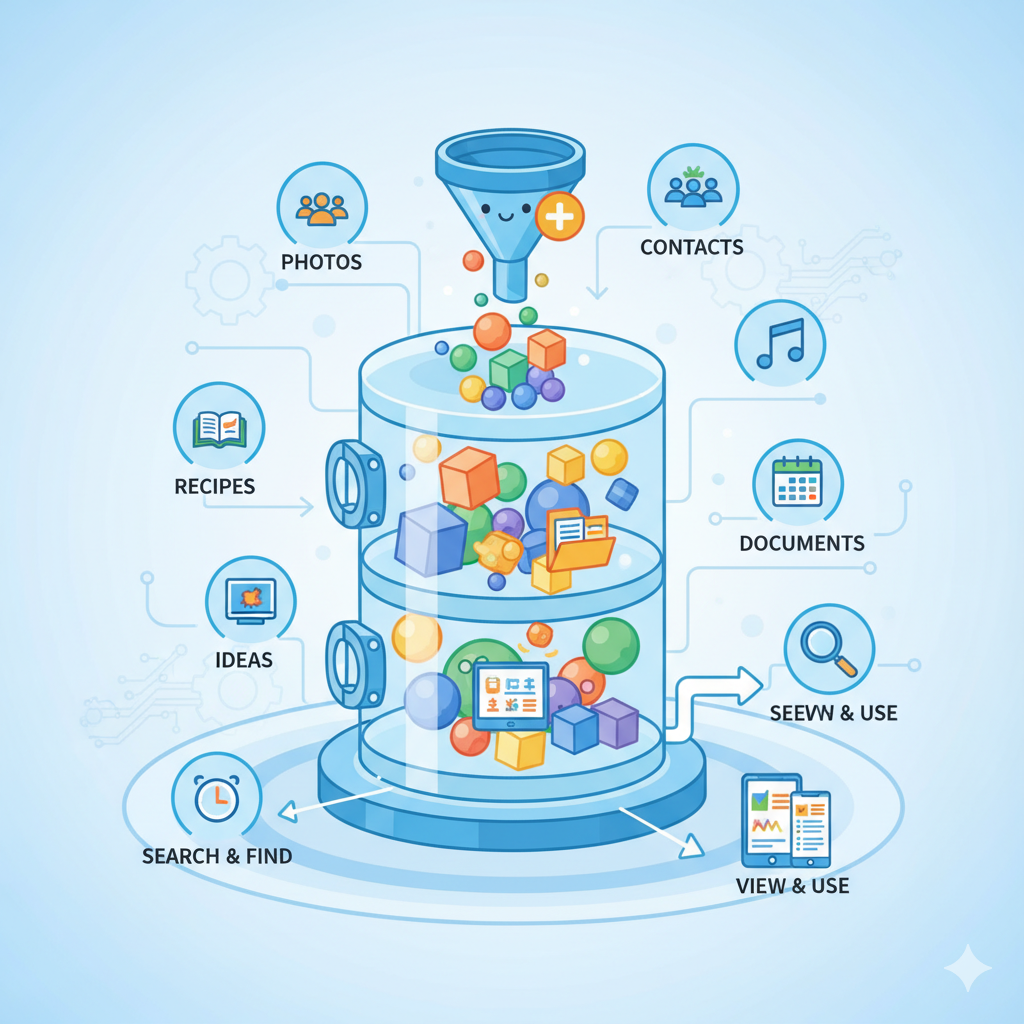 PHOTOS
CONTACTS
RECIPES
DOCUMENTS
IDEAS
SEEVN & USE
SEARCH & FIND
VIEW & USE